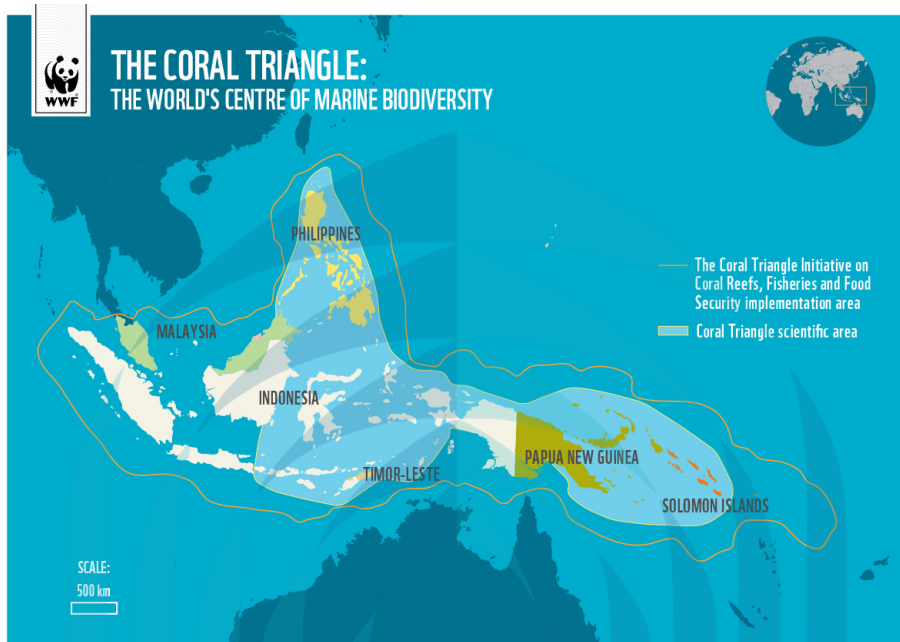 WWF
THE CORAL TRIANGLE:
THE WORLD'S CENTRE OF MARINE BIODIVERSITY
PHILIPPINES
The Coral Triangle Initiative on
Coral Reefs, Fisheries and Food
Security implementation area
Coral Triangle scientific area
MALAYSIA
INDONESIA
PAPUA NEW GUINEA
TIMOR-LESTE
SOLOMON ISLANDS
SCALE:
500 km